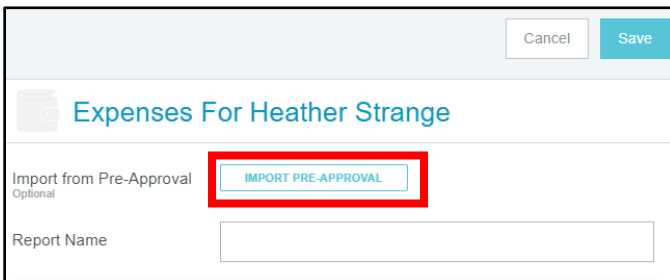 Cancel Save
Expenses For Heather Strange
Import from Pre-Approval IMPORT PRE-APPROVAL
Optional
Report Name